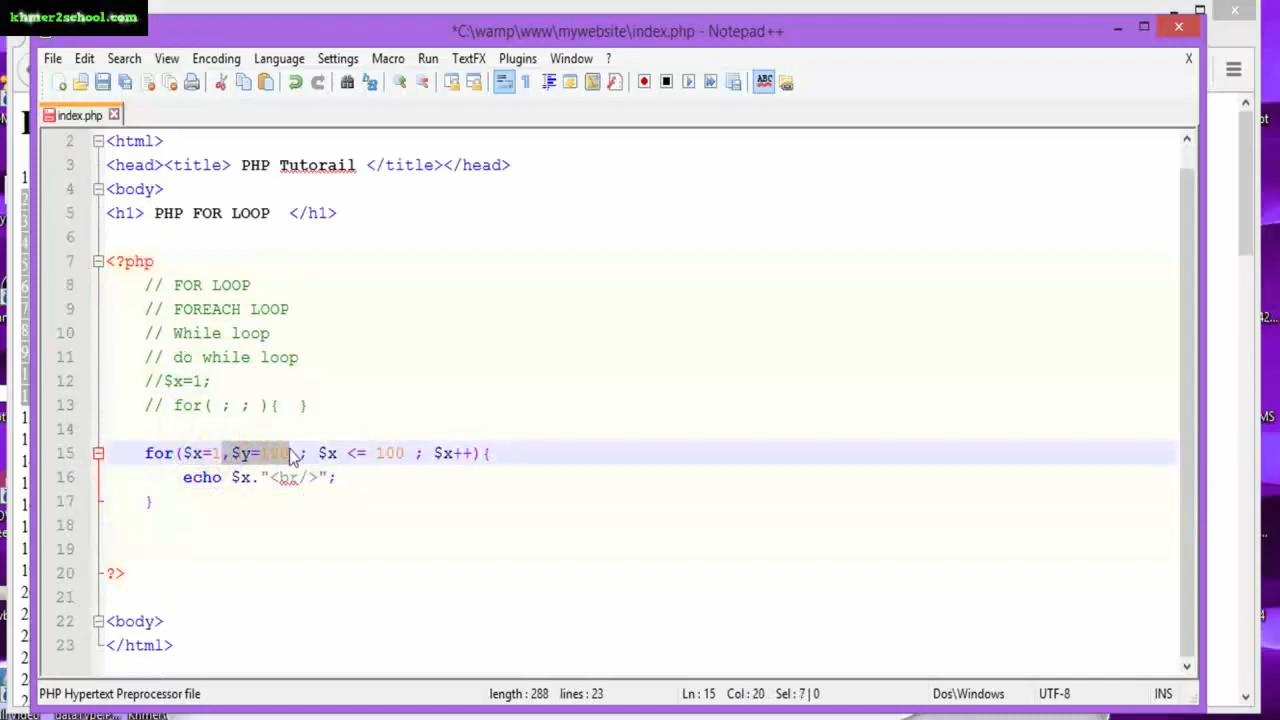 khmer2school.com
*C:\wamp\www\mywebsite\index.php - Notepad++
File Edit Search View Encoding Language Settings Macro Run TextFX Plugins Window ? X
ABC
index.php
2 <html>
3 <head><title> PHP Tutorail </title></head>
4 <body>
5 <h1> PHP FOR LOOP  </h1>
6
7 <?php
8 // FOR LOOP
9 // FOREACH LOOP
10 // While loop
11 // do while loop
12 //$x=1;
13 // for( ; ; ){  }
14
15 for($x=1,$y=100 ; $x <= 100 ; $x++){
16 echo $x."<br/>";
17 }
18
19
20 ?>
21
22 <body>
23 </html>
PHP Hypertext Preprocessor file length : 288 lines : 23 Ln : 15 Col : 20 Sel : 7 | 0 Dos\Windows UTF-8 INS